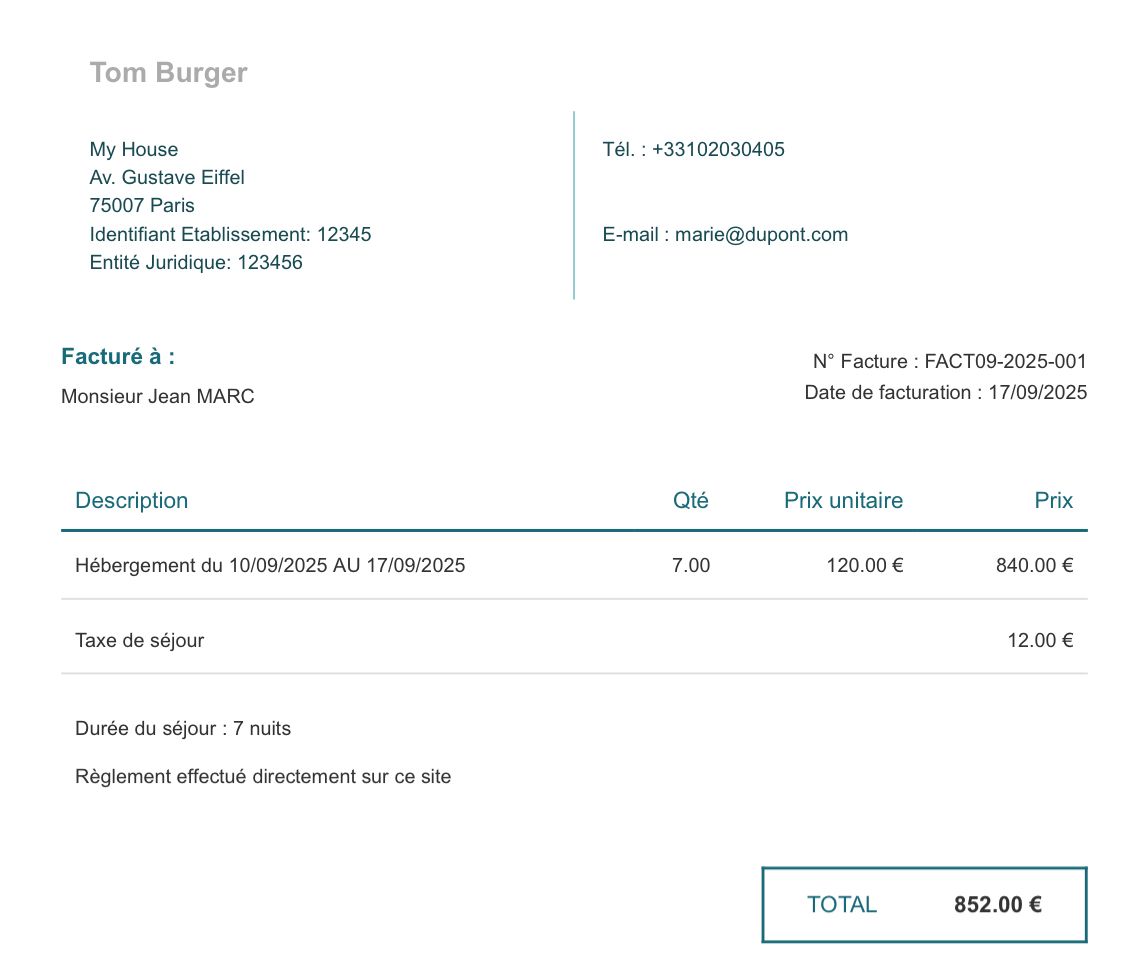 Tom Burger
My House
Av. Gustave Eiffel
75007 Paris
Identifiant Etablissement: 12345
Entité Juridique: 123456
Tél. : +33102030405
E-mail : marie@dupont.com
Facturé à :
Monsieur Jean MARC
N° Facture : FACT09-2025-001
Date de facturation : 17/09/2025
Description Qté Prix unitaire Prix
Hébergement du 10/09/2025 AU 17/09/2025 7.00 120.00 € 840.00 €
Taxe de séjour 12.00 €
Durée du séjour : 7 nuits
Règlement effectué directement sur ce site
TOTAL 852.00 €